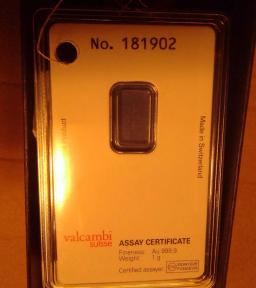 No. 181902
Made in Switzerland
valcambi
suisse
ASSAY CERTIFICATE
Fineness: Au 999.9
Weight: 1 g
Certified assayer: